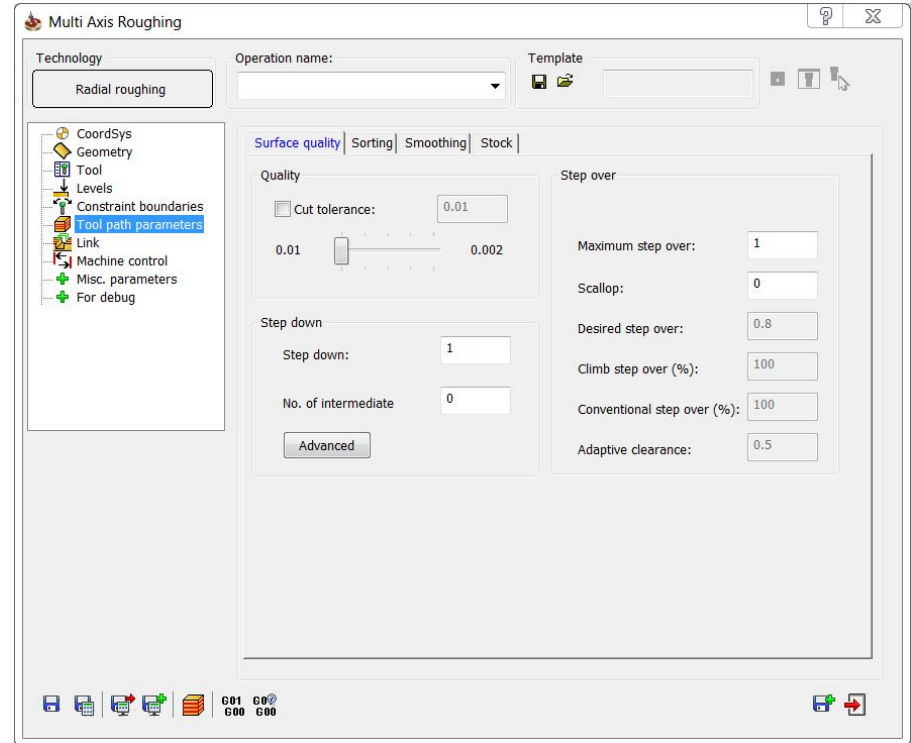 Multi Axis Roughing
Technology
Radial roughing
Operation name:
Template
CoordSys
Geometry
Tool
Levels
Constraint boundaries
Tool path parameters
Link
Machine control
Misc. parameters
For debug
Surface quality Sorting Smoothing Stock
Quality
Cut tolerance: 0.01
0.01 0.002
Step down
Step down: 1
No. of intermediate 0
Advanced
Step over
Maximum step over: 1
Scallop: 0
Desired step over: 0.8
Climb step over (%): 100
Conventional step over (%): 100
Adaptive clearance: 0.5
G01 G0
G00 G00